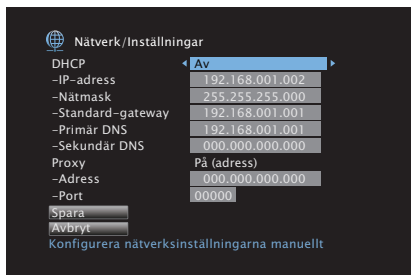 Nätverk/Inställningar
DHCP Av
–IP-adress 192.168.001.002
–Nätmask 255.255.255.000
–Standard-gateway 192.168.001.001
–Primär DNS 192.168.001.001
–Sekundär DNS 000.000.000.000
Proxy På (adress)
–Adress 000.000.000.000
–Port 00000
Spara
Avbryt
Konfigurera nätverksinställningarna manuellt